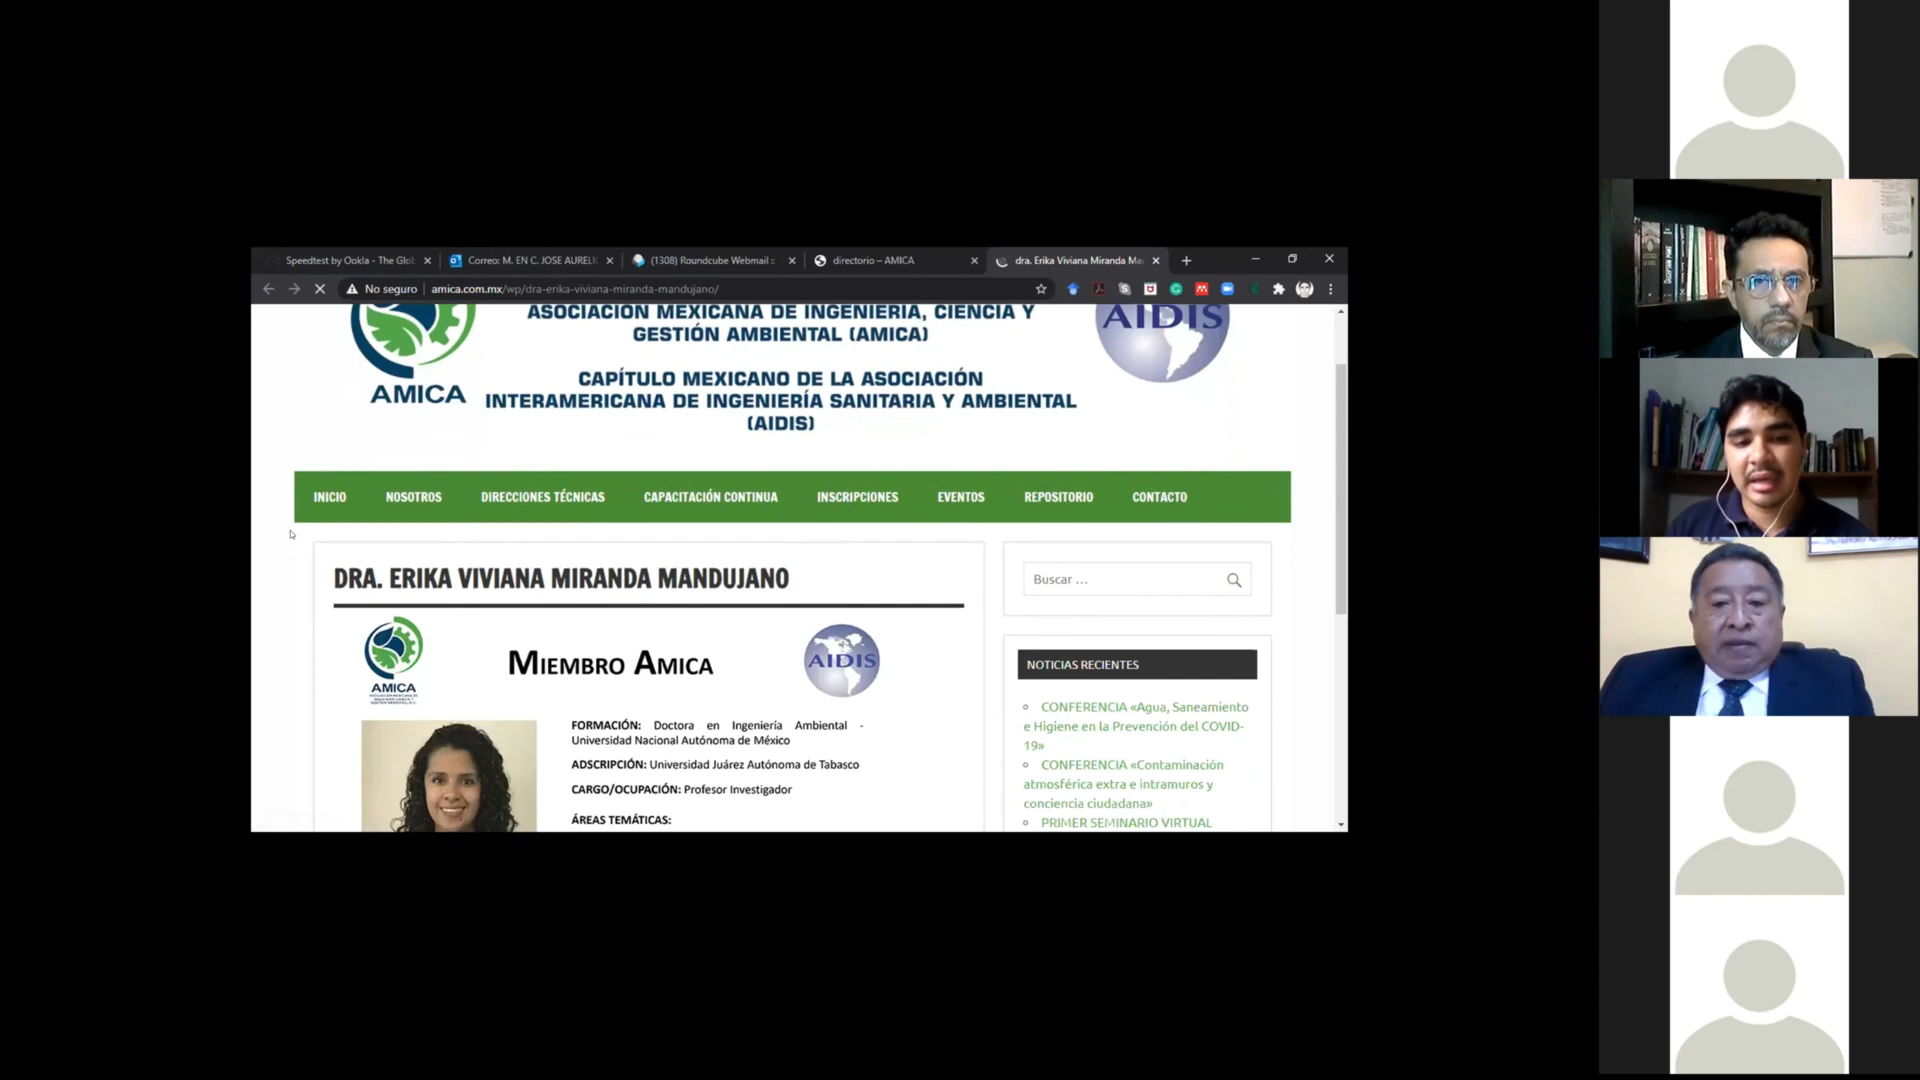 Speedtest by Ookla - The Glo
Correo: M. EN C. JOSE AURELI
(1308) Roundcube Webmail ::
directorio – AMICA
dra. Erika Viviana Miranda Ma
No seguro
amica.com.mx/wp/dra-erika-viviana-miranda-mandujano/
AMICA
ASOCIACIÓN MEXICANA DE INGENIERÍA, CIENCIA Y
GESTIÓN AMBIENTAL (AMICA)
CAPÍTULO MEXICANO DE LA ASOCIACIÓN
INTERAMERICANA DE INGENIERÍA SANITARIA Y AMBIENTAL
(AIDIS)
AIDIS
INICIO
NOSOTROS
DIRECCIONES TÉCNICAS
CAPACITACIÓN CONTINUA
INSCRIPCIONES
EVENTOS
REPOSITORIO
CONTACTO
DRA. ERIKA VIVIANA MIRANDA MANDUJANO
AMICA
MIEMBRO AMICA
AIDIS
FORMACIÓN: Doctora en Ingeniería Ambiental -
Universidad Nacional Autónoma de México
ADSCRIPCIÓN: Universidad Juárez Autónoma de Tabasco
CARGO/OCUPACIÓN: Profesor Investigador
ÁREAS TEMÁTICAS:
Buscar ...
NOTICIAS RECIENTES
CONFERENCIA «Agua, Saneamiento
e Higiene en la Prevención del COVID-
19»
CONFERENCIA «Contaminación
atmosférica extra e intramuros y
conciencia ciudadana»
PRIMER SEMINARIO VIRTUAL